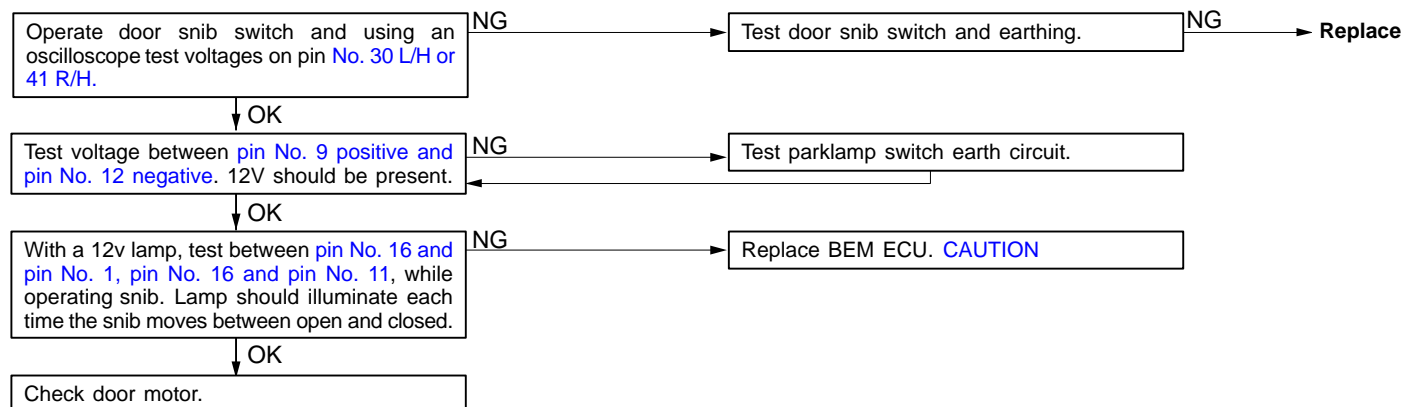 Operate door snib switch and using an
oscilloscope test voltages on pin No. 30 L/H or
41 R/H.
NG
Test door snib switch and earthing.
NG
Replace
OK
Test voltage between pin No. 9 positive and
pin No. 12 negative. 12V should be present.
NG
Test parklamp switch earth circuit.
OK
With a 12v lamp, test between pin No. 16 and
pin No. 1, pin No. 16 and pin No. 11, while
operating snib. Lamp should illuminate each
time the snib moves between open and closed.
NG
Replace BEM ECU. CAUTION
OK
Check door motor.